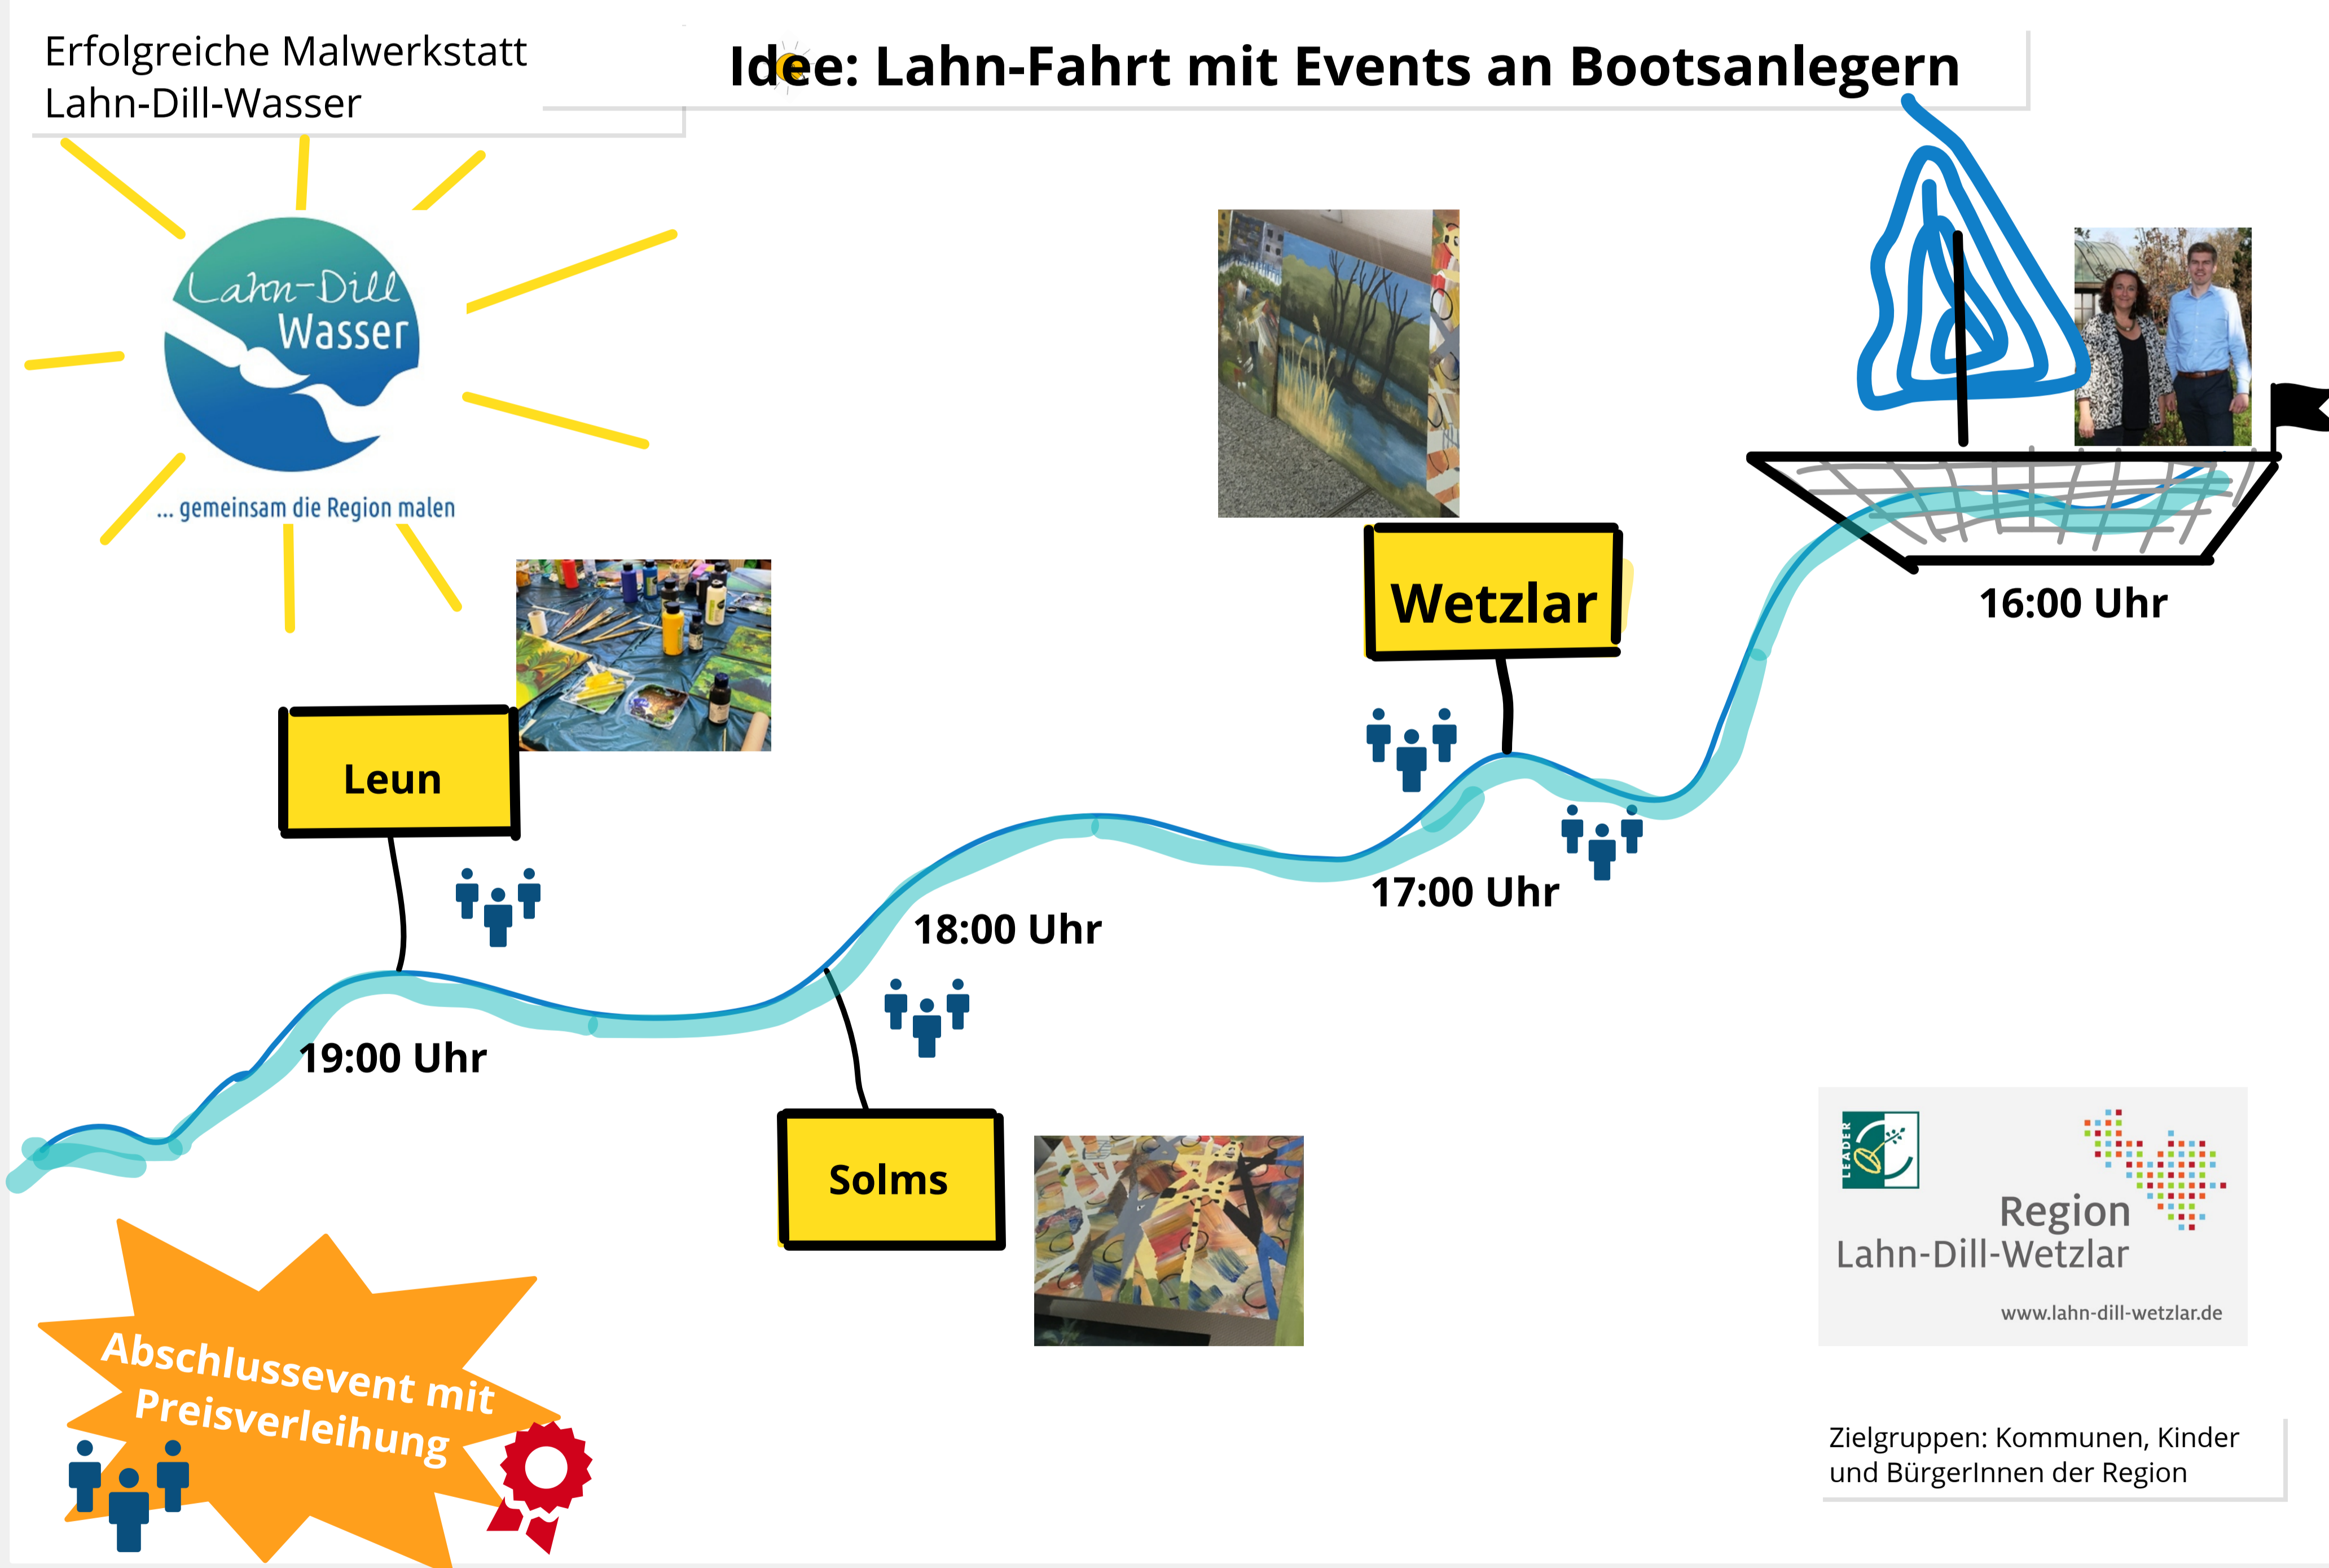 Erfolgreiche Malwerkstatt
Lahn-Dill-Wasser
Idee: Lahn-Fahrt mit Events an Bootsanlegern
Lahn-Dill
Wasser
... gemeinsam die Region malen
Wetzlar
16:00 Uhr
Leun
17:00 Uhr
18:00 Uhr
19:00 Uhr
Solms
LEADER
Region
Lahn-Dill-Wetzlar
www.lahn-dill-wetzlar.de
Abschlussevent mit
Preisverleihung
Zielgruppen: Kommunen, Kinder
und BürgerInnen der Region